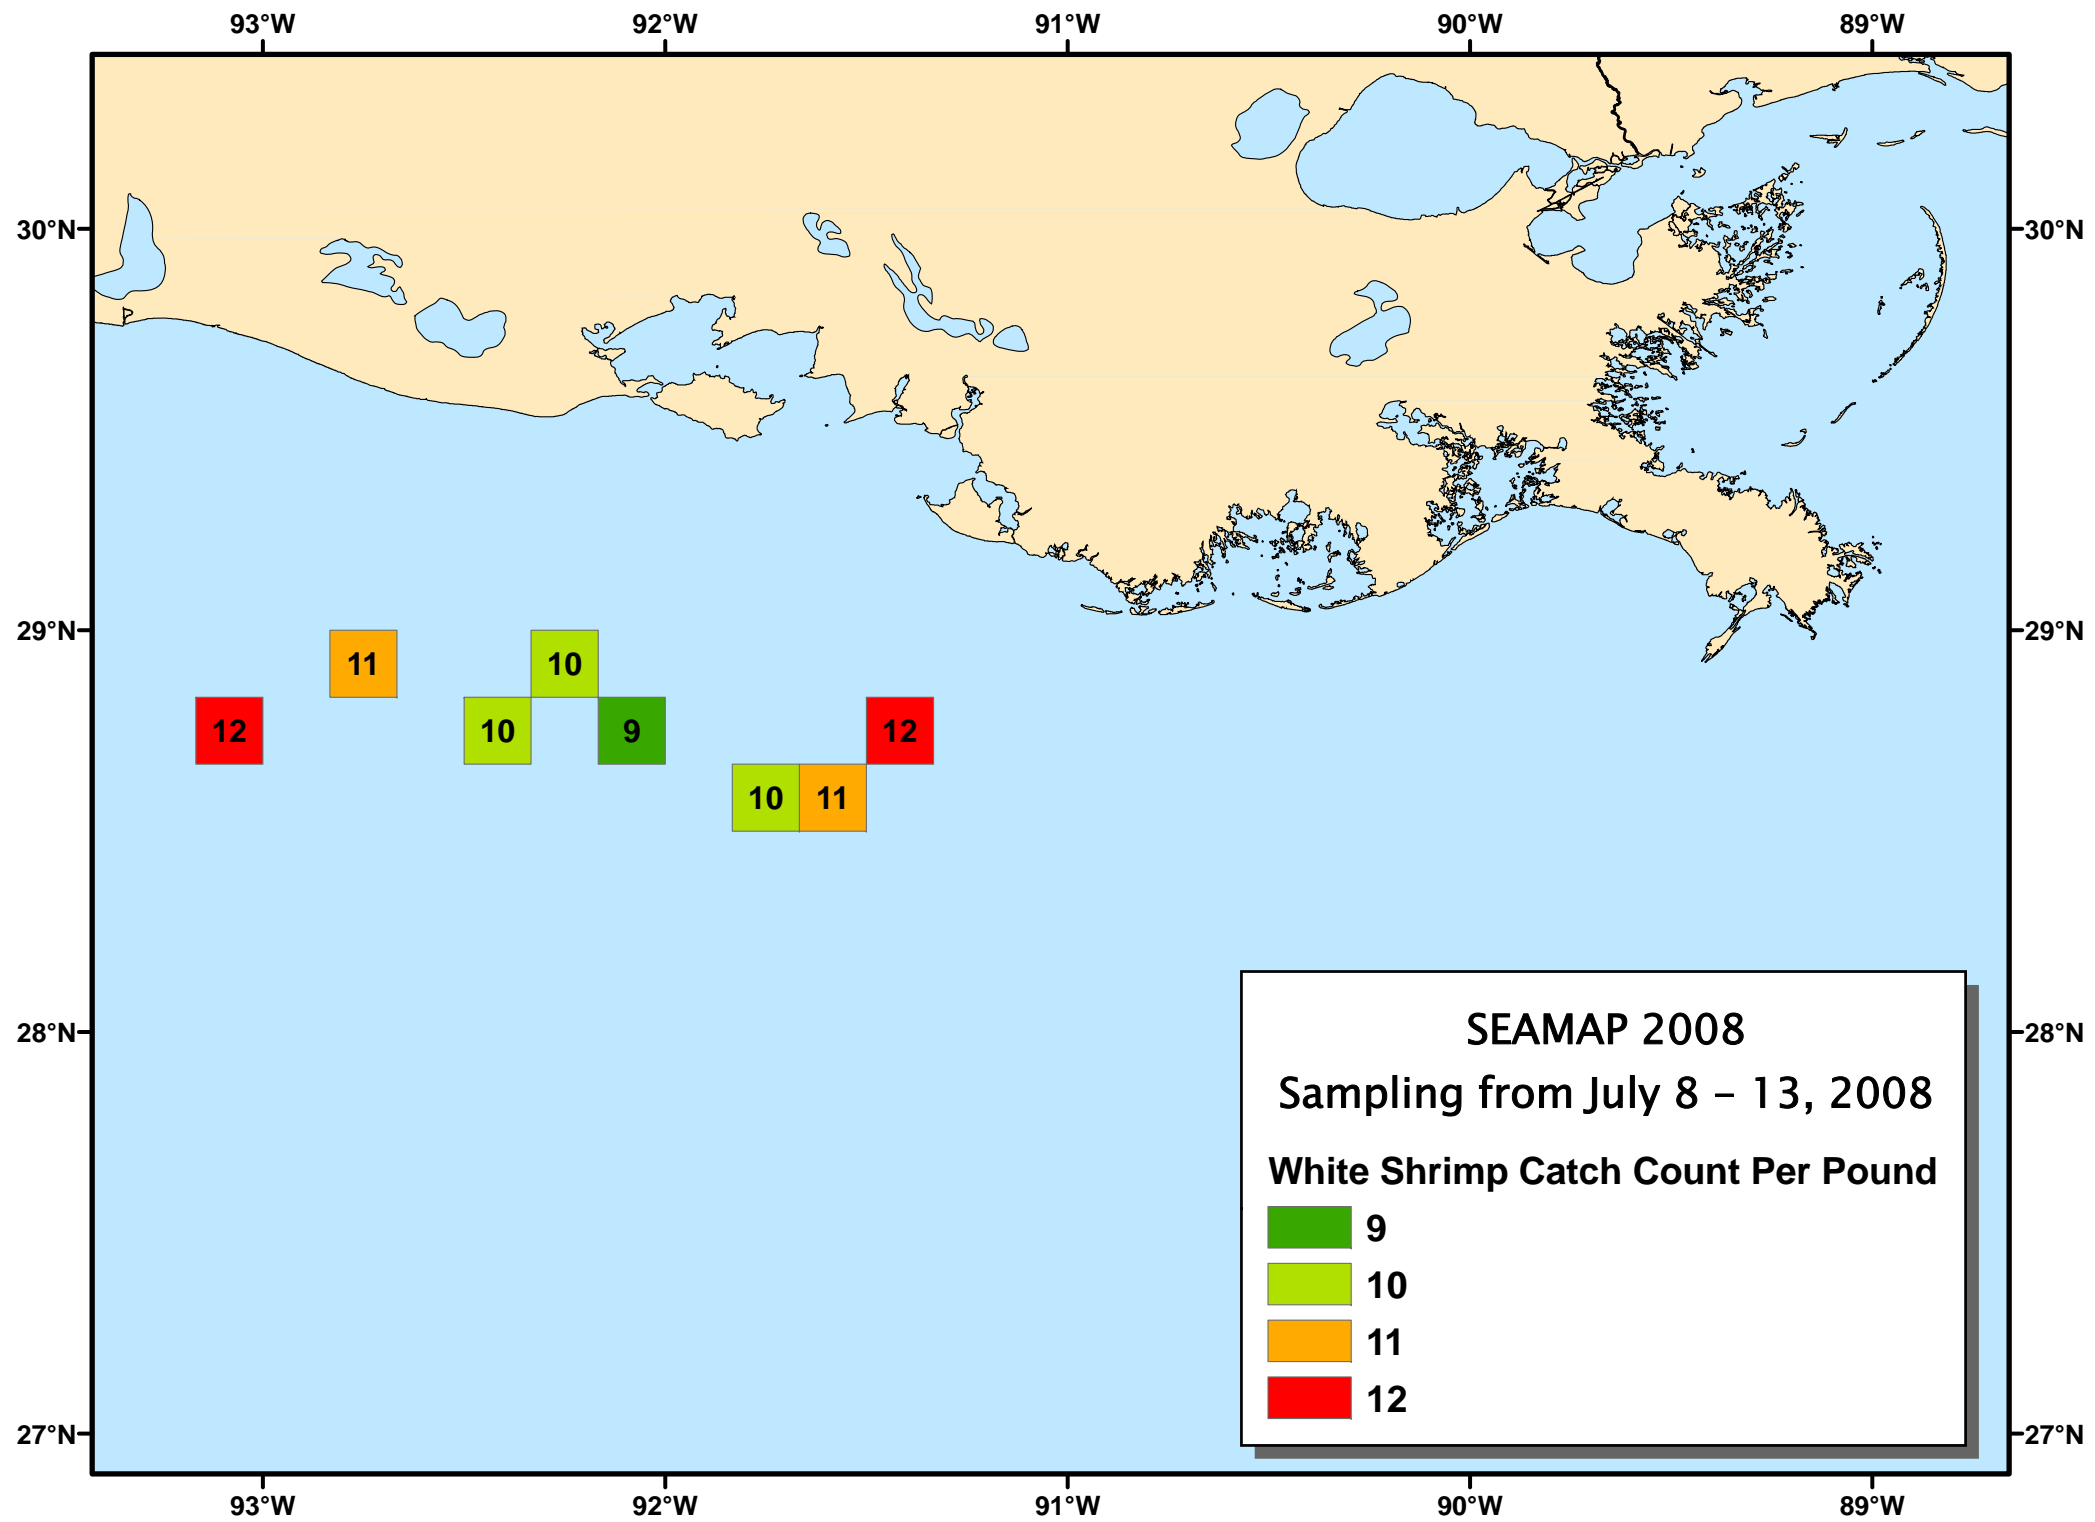 93°W 92°W 91°W 90°W 89°W
30°N 30°N
29°N 29°N
11 10
12 10 9 12
10 11
28°N 28°N
SEAMAP 2008
Sampling from July 8 – 13, 2008
White Shrimp Catch Count Per Pound
9
10
11
12
27°N 27°N
93°W 92°W 91°W 90°W 89°W